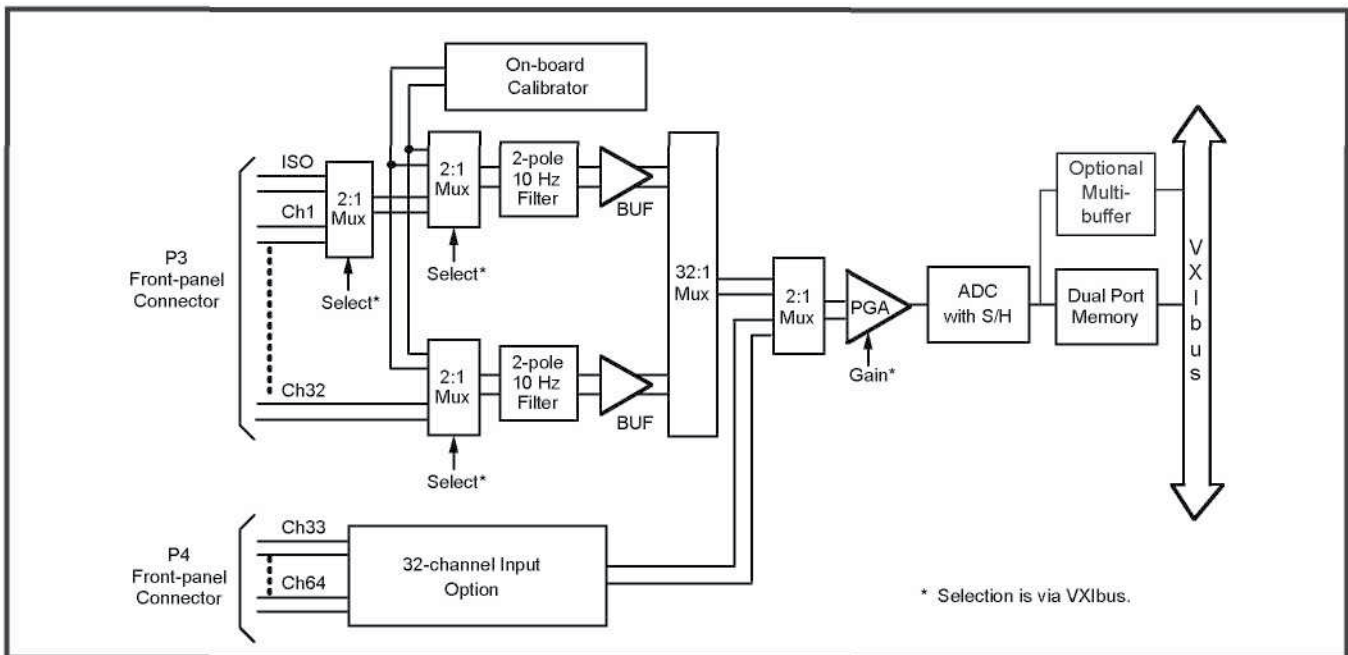 On-board
Calibrator
ISO
Ch1
P3
Front-panel
Connector
Ch32
2:1
Mux
Select*
2:1
Mux
Select*
2-pole
10 Hz
Filter
BUF
2:1
Mux
Select*
2-pole
10 Hz
Filter
BUF
32:1
Mux
2:1
Mux
PGA
Gain*
ADC
with S/H
Optional
Multi-
buffer
Dual Port
Memory
VXIbus
P4
Front-panel
Connector
Ch33
Ch64
32-channel Input
Option
* Selection is via VXIbus.